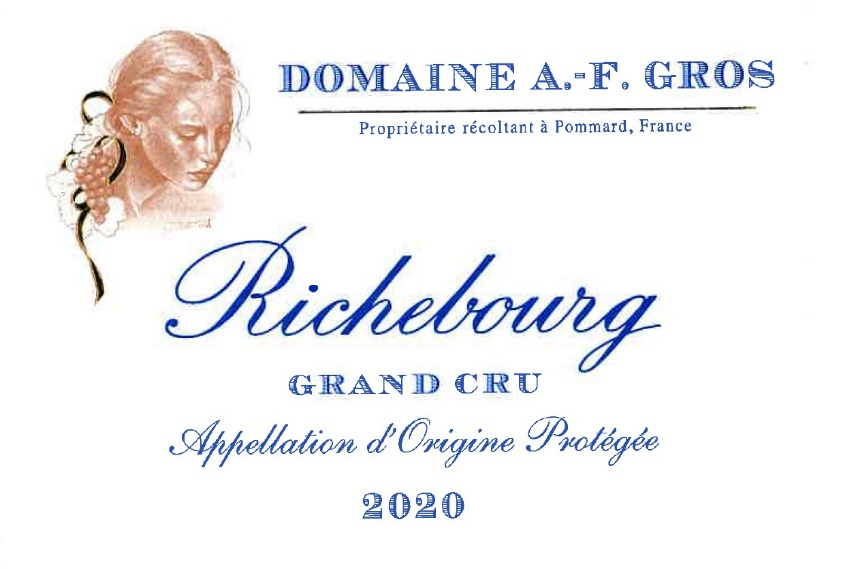 DOMAINE A.-F. GROS
Propriétaire récoltant à Pommard, France
Richebourg
GRAND CRU
Appellation d'Origine Protégée
2020